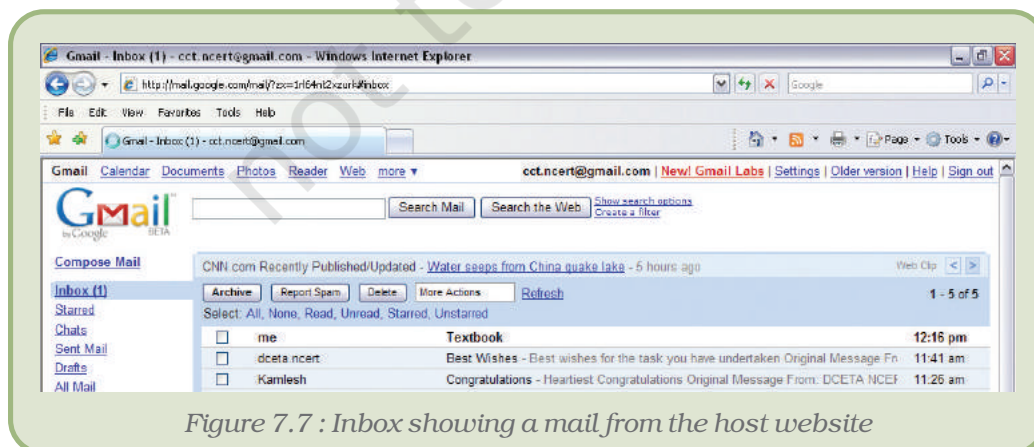 not to
Gmail - Inbox (1) - cct.ncert@gmail.com - Windows Internet Explorer
http://mail.google.com/mail/?zx=1rl64nt2xzurk#inbox Google
File Edit View Favorites Tools Help
Gmail - Inbox (1) - cct.ncert@gmail.com Page Tools
Gmail Calendar Documents Photos Reader Web more ▼ cct.ncert@gmail.com | New! Gmail Labs | Settings | Older version | Help | Sign out
Gmail by Google BETA Search Mail Search the Web Show search options
Create a filter
Compose Mail CNN.com Recently Published/Updated - Water seeps from China quake lake - 5 hours ago Web Clip < >
Inbox (1) Archive Report Spam Delete More Actions Refresh 1 - 5 of 5
Starred Select: All, None, Read, Unread, Starred, Unstarred
Chats me Textbook 12:16 pm
Sent Mail dceta.ncert Best Wishes - Best wishes for the task you have undertaken Original Message Fro 11:41 am
Drafts
All Mail Kamlesh Congratulations - Heartiest Congratulations Original Message From: DCETA NCEF 11:26 am
Figure 7.7 : Inbox showing a mail from the host website